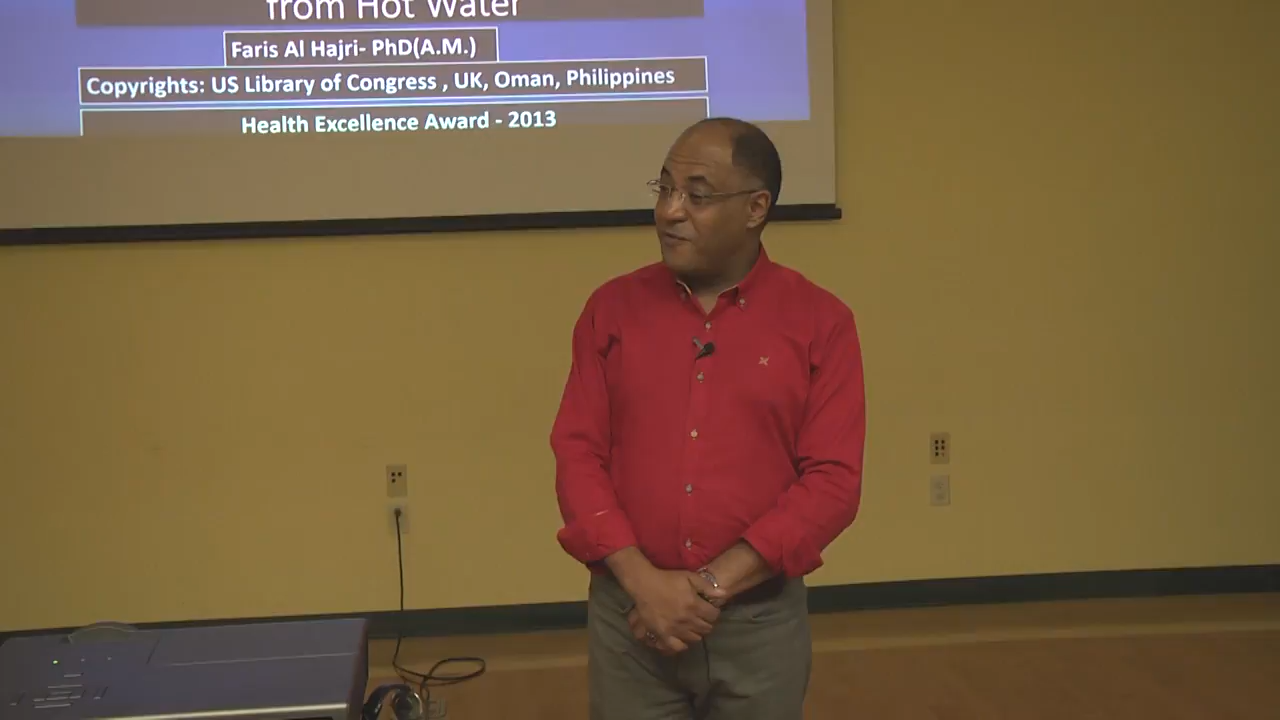 from Hot Water
Faris Al Hajri- PhD(A.M.)
Copyrights: US Library of Congress , UK, Oman, Philippines
Health Excellence Award - 2013